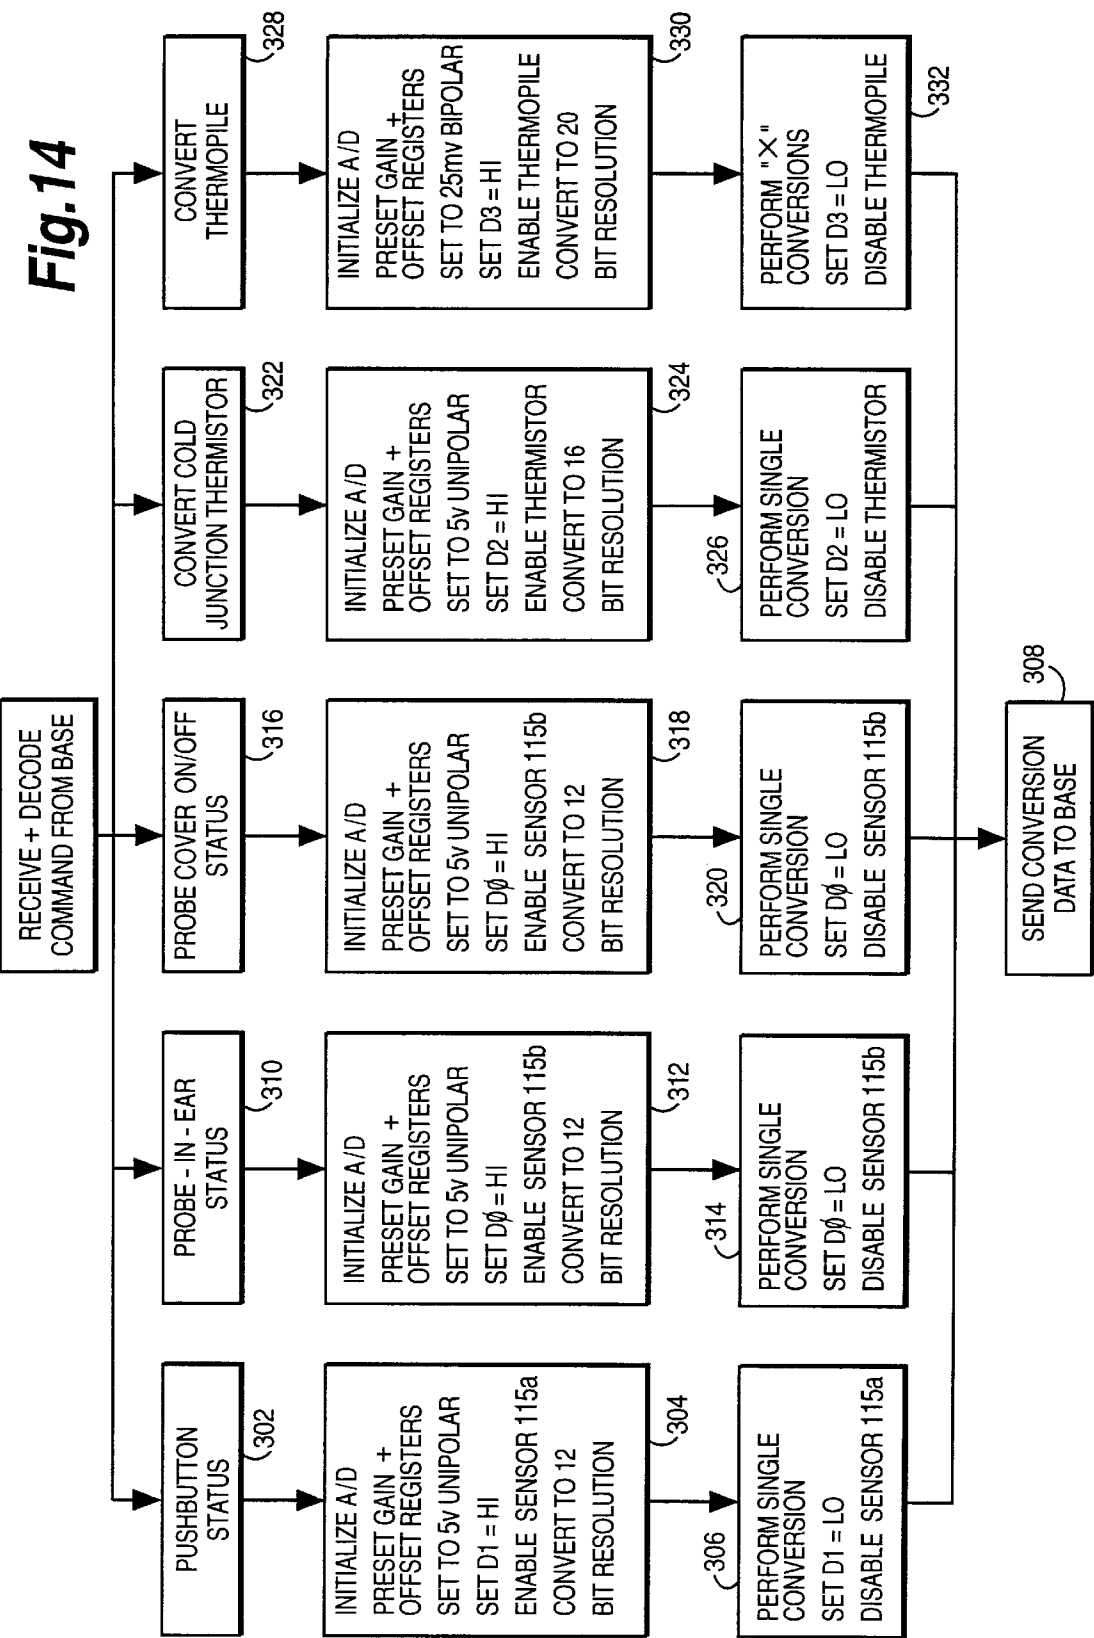 Fig.14
RECEIVE + DECODE
COMMAND FROM BASE
PUSHBUTTON
STATUS
302
INITIALIZE A/D
PRESET GAIN +
OFFSET REGISTERS
SET TO 5v UNIPOLAR
SET D1 = HI
ENABLE SENSOR 115a
CONVERT TO 12
BIT RESOLUTION
304
306
PERFORM SINGLE
CONVERSION
SET D1 = LO
DISABLE SENSOR 115a
PROBE - IN - EAR
STATUS
310
INITIALIZE A/D
PRESET GAIN +
OFFSET REGISTERS
SET TO 5v UNIPOLAR
SET DØ = HI
ENABLE SENSOR 115b
CONVERT TO 12
BIT RESOLUTION
312
314
PERFORM SINGLE
CONVERSION
SET DØ = LO
DISABLE SENSOR 115b
PROBE COVER ON/OFF
STATUS
316
INITIALIZE A/D
PRESET GAIN +
OFFSET REGISTERS
SET TO 5v UNIPOLAR
SET DØ = HI
ENABLE SENSOR 115b
CONVERT TO 12
BIT RESOLUTION
318
320
PERFORM SINGLE
CONVERSION
SET DØ = LO
DISABLE SENSOR 115b
CONVERT COLD
JUNCTION THERMISTOR
322
INITIALIZE A/D
PRESET GAIN +
OFFSET REGISTERS
SET TO 5v UNIPOLAR
SET D2 = HI
ENABLE THERMISTOR
CONVERT TO 16
BIT RESOLUTION
324
326
PERFORM SINGLE
CONVERSION
SET D2 = LO
DISABLE THERMISTOR
CONVERT
THERMOPILE
328
INITIALIZE A/D
PRESET GAIN +
OFFSET REGISTERS
SET TO 25mv BIPOLAR
SET D3 = HI
ENABLE THERMOPILE
CONVERT TO 20
BIT RESOLUTION
330
PERFORM "X"
CONVERSIONS
SET D3 = LO
DISABLE THERMOPILE
332
SEND CONVERSION
DATA TO BASE
308